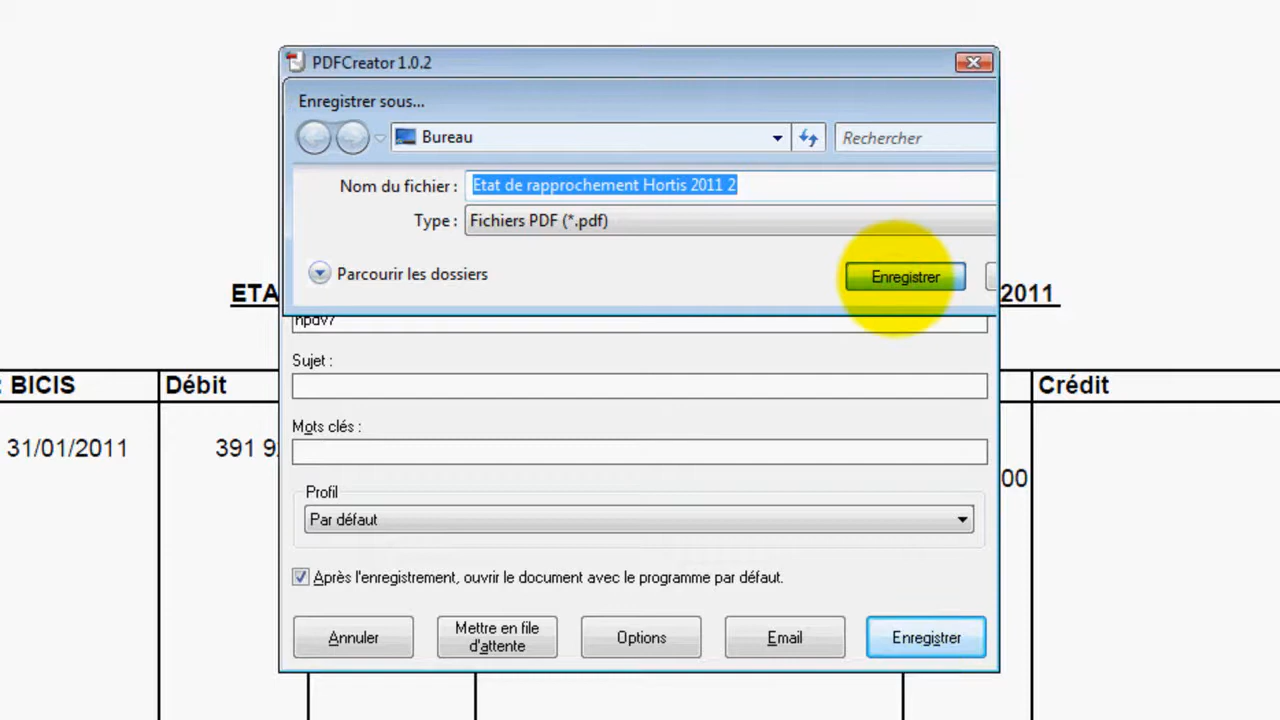 PDFCreator 1.0.2
Enregistrer sous...
Bureau
Rechercher
Nom du fichier : Etat de rapprochement Hortis 2011 2
Type : Fichiers PDF (*.pdf)
Parcourir les dossiers
Enregistrer
ETA 2011
Sujet :
: BICIS Débit Crédit
Mots clés :
31/01/2011 391 9
00
Profil
Par défaut
Après l'enregistrement, ouvrir le document avec le programme par défaut.
Annuler
Mettre en file
d'attente
Options
Email
Enregistrer